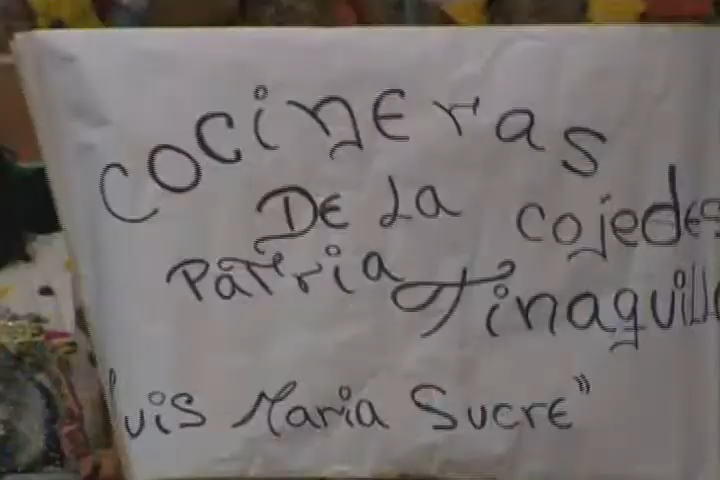 COCINERAS
DE La cojedes
PATria Tinaquill
uis Maria Sucre"